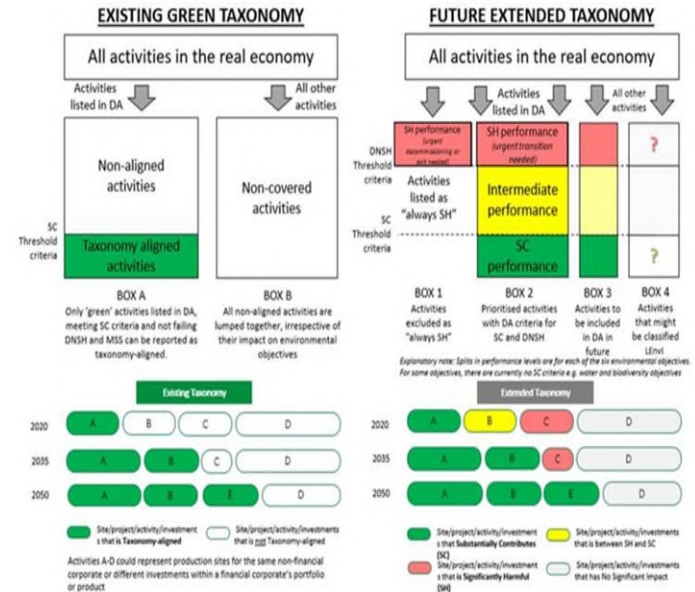 EXISTING GREEN TAXONOMY
All activities in the real economy
Activities
listed in DA
All other
activities
Non-aligned
activities
Non-covered
activities
SC
Threshold
criteria
Taxonomy aligned
activities
BOX A
Only 'green' activities listed in DA,
meeting SC criteria and not failing
DNSH and MSS can be reported as
taxonomy-aligned.
BOX B
All non-aligned activities are
lumped together, irrespective of
their impact on environmental
objectives
FUTURE EXTENDED TAXONOMY
All activities in the real economy
Activities
listed in DA
All other
activities
SH performance
(urgent
decommissioning or
exit needed)
SH performance
(urgent transition
needed)
?
DNSH
Threshold
criteria
Activities
listed as
"always SH"
Intermediate
performance
SC
Threshold
criteria
SC
performance
?
BOX 1
Activities
excluded as
"always SH"
BOX 2
Prioritised activities
with DA criteria for
SC and DNSH
BOX 3
Activities to
be included
in DA in
future
BOX 4
Activities
that might
be classified
LEnvI
Explanatory note: Splits in performance levels are for each of the six environmental objectives.
For some objectives, there are currently no SC criteria e.g. water and biodiversity objectives
Existing Taxonomy
2020 A B C D
2035 A B C D
2050 A B E D
Site/project/activity/investment
s that is Taxonomy-aligned
Site/project/activity/investments
that is not Taxonomy-aligned
Activities A-D could represent production sites for the same non-financial
corporate or different investments within a financial corporate's portfolio
or product
Extended Taxonomy
2020 A B C D
2035 A B C D
2050 A B E D
Site/project/activity/investment
s that Substantially Contributes
(SC)
Site/project/activity/investments
that is between SH and SC
Site/project/activity/investment
s that is Significantly Harmful
(SH)
Site/project/activity/investments
that has No Significant Impact